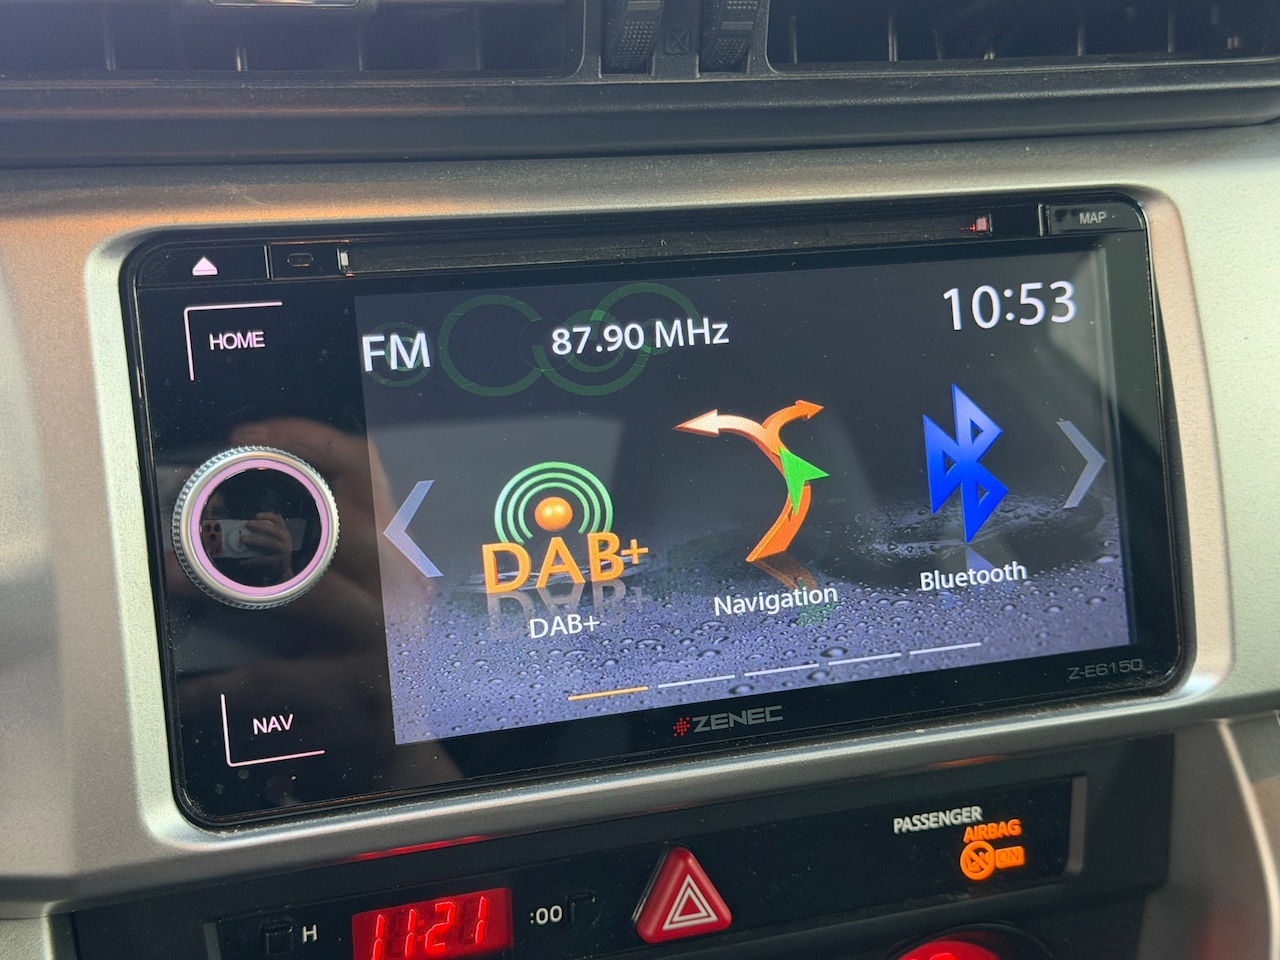 MAP
HOME
FM
87.90 MHz
10:53
DAB+
DAB+
Navigation
Bluetooth
NAV
Z-E6150
ZENEC
PASSENGER
AIRBAG
ON
H
11:21
:00